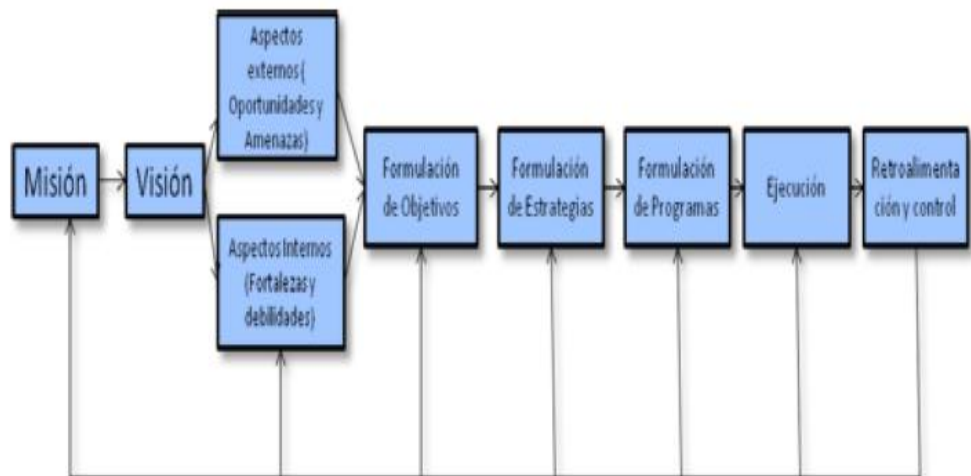 Misión
Visión
Aspectos
externos (
Oportunidades y
Amenazas)
Aspectos Internos
(Fortalezas y
debilidades)
Formulación
de Objetivos
Formulación
de Estrategias
Formulación
de Programas
Ejecución
Retroalimenta
ción y control